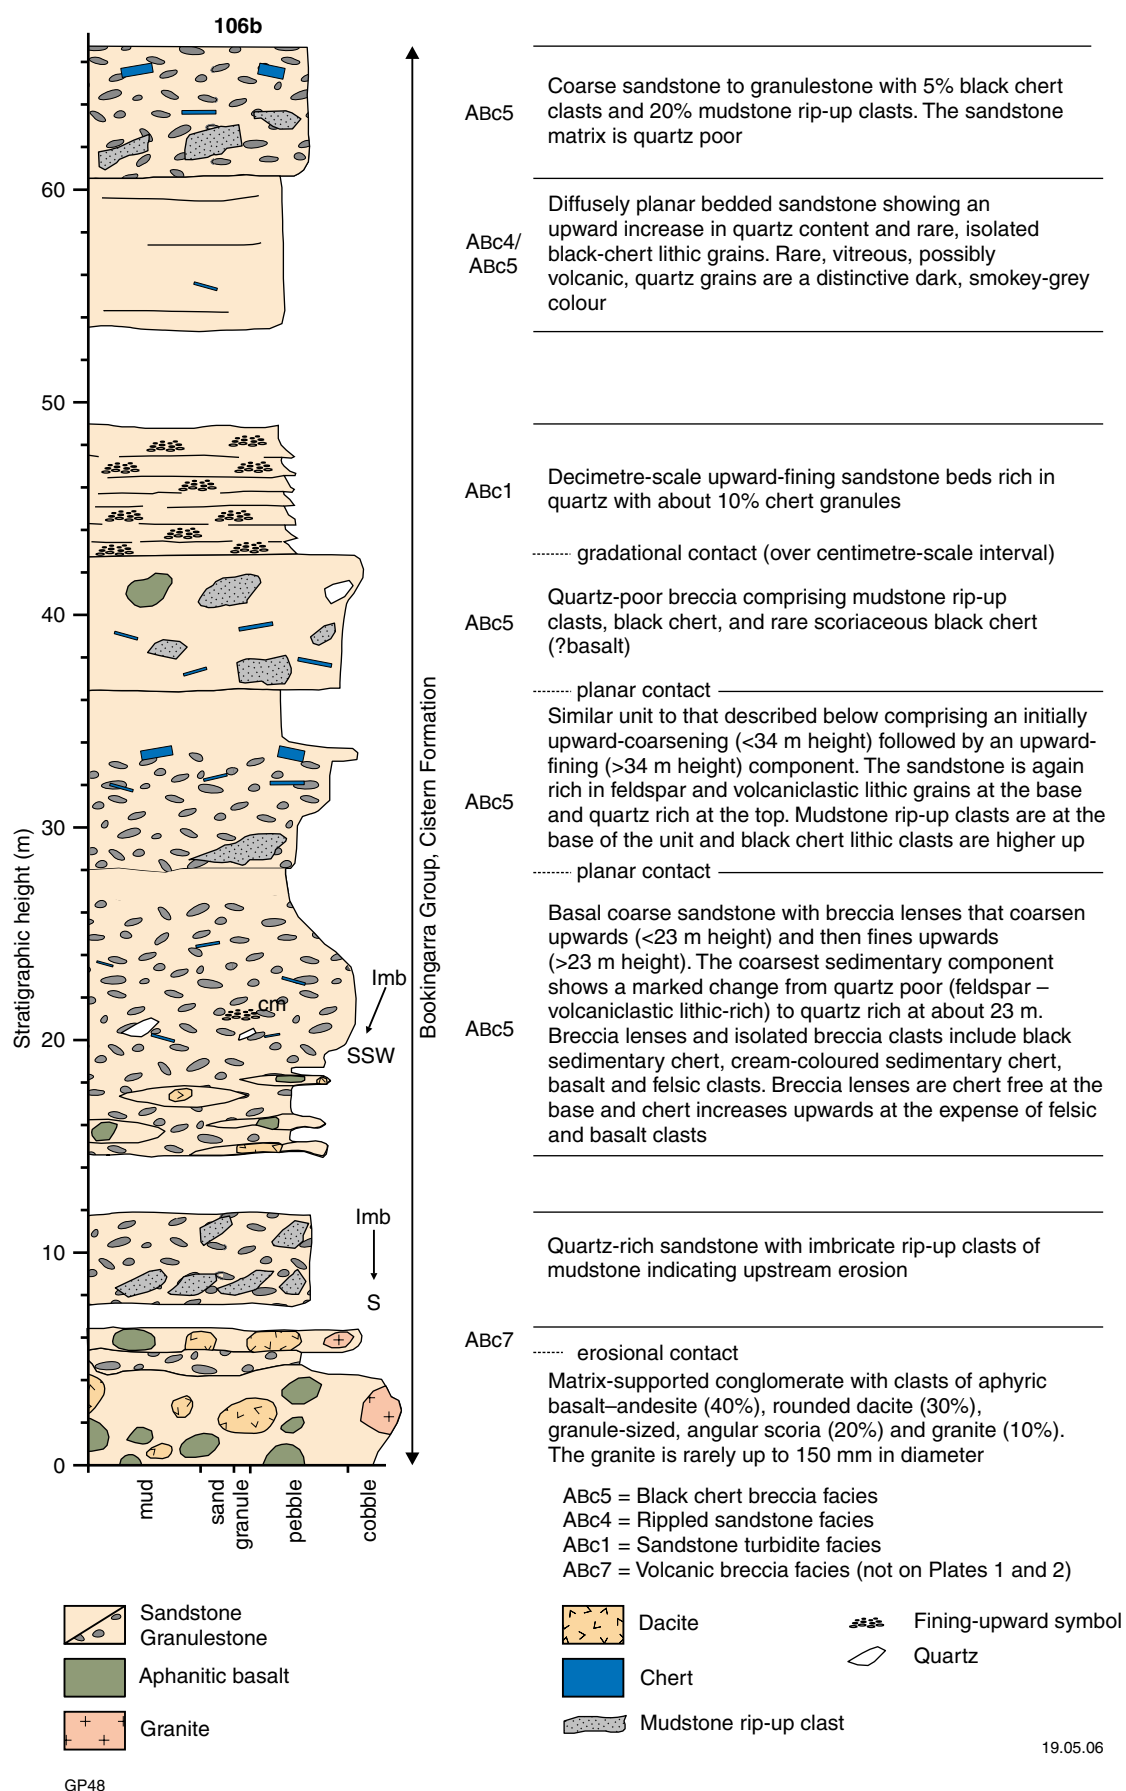 106b
ABc5
Coarse sandstone to granulestone with 5% black chert
clasts and 20% mudstone rip-up clasts. The sandstone
matrix is quartz poor
60
ABc4/
ABc5
Diffusely planar bedded sandstone showing an
upward increase in quartz content and rare, isolated
black-chert lithic grains. Rare, vitreous, possibly
volcanic, quartz grains are a distinctive dark, smokey-grey
colour
50
ABc1
Decimetre-scale upward-fining sandstone beds rich in
quartz with about 10% chert granules
gradational contact (over centimetre-scale interval)
40
ABc5
Quartz-poor breccia comprising mudstone rip-up
clasts, black chert, and rare scoriaceous black chert
(?basalt)
planar contact
ABc5
Similar unit to that described below comprising an initially
upward-coarsening (<34 m height) followed by an upward-
fining (>34 m height) component. The sandstone is again
rich in feldspar and volcaniclastic lithic grains at the base
and quartz rich at the top. Mudstone rip-up clasts are at the
base of the unit and black chert lithic clasts are higher up
30
planar contact
Stratigraphic height (m)
Bookingarra Group, Cistern Formation
Imb
cm
SSW
20
ABc5
Basal coarse sandstone with breccia lenses that coarsen
upwards (<23 m height) and then fines upwards
(>23 m height). The coarsest sedimentary component
shows a marked change from quartz poor (feldspar –
volcaniclastic lithic-rich) to quartz rich at about 23 m.
Breccia lenses and isolated breccia clasts include black
sedimentary chert, cream-coloured sedimentary chert,
basalt and felsic clasts. Breccia lenses are chert free at the
base and chert increases upwards at the expense of felsic
and basalt clasts
Imb
S
10
Quartz-rich sandstone with imbricate rip-up clasts of
mudstone indicating upstream erosion
ABc7
erosional contact
Matrix-supported conglomerate with clasts of aphyric
basalt–andesite (40%), rounded dacite (30%),
granule-sized, angular scoria (20%) and granite (10%).
The granite is rarely up to 150 mm in diameter
0
mud
sand
granule
pebble
cobble
ABc5 = Black chert breccia facies
ABc4 = Rippled sandstone facies
ABc1 = Sandstone turbidite facies
ABc7 = Volcanic breccia facies (not on Plates 1 and 2)
Sandstone
Granulestone
Aphanitic basalt
Granite
Dacite
Chert
Mudstone rip-up clast
Fining-upward symbol
Quartz
19.05.06
GP48